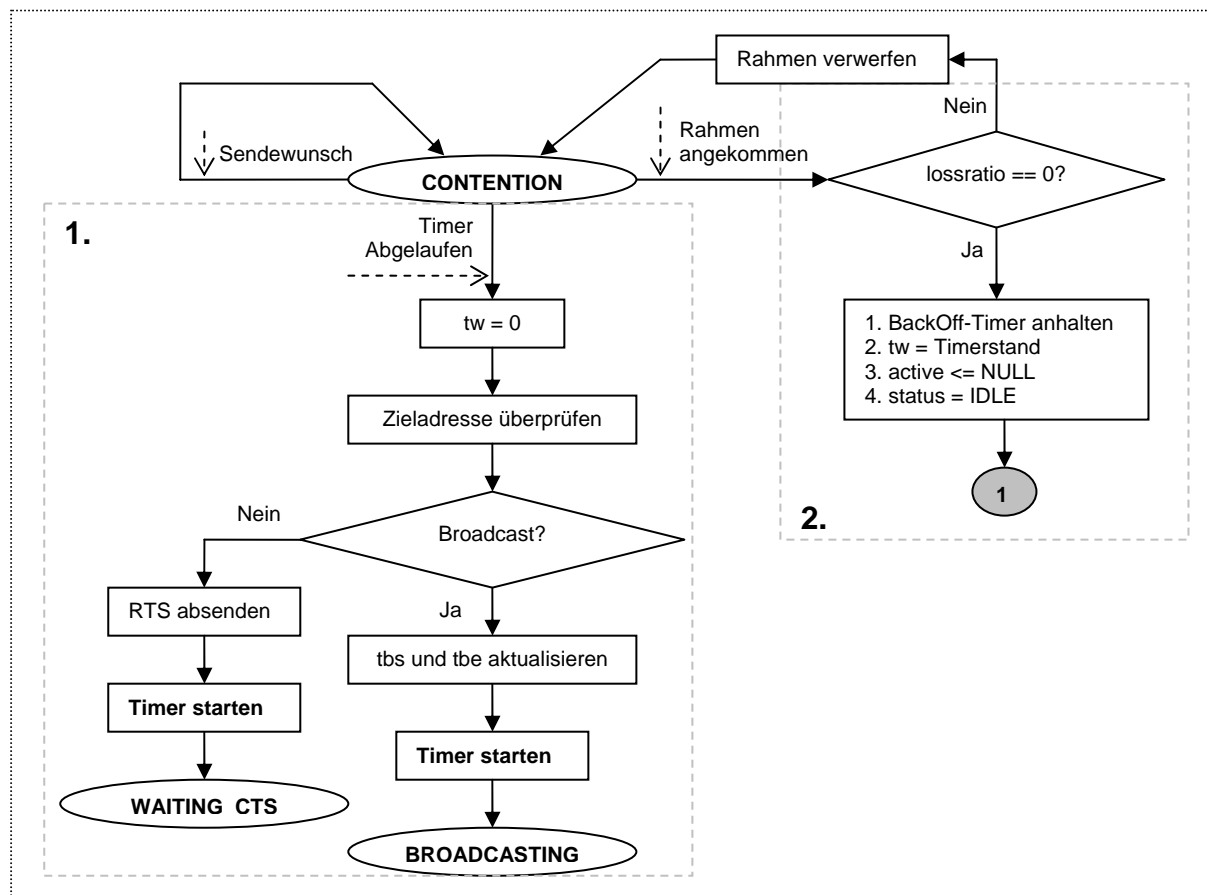 Rahmen verwerfen
Nein
Sendewunsch
Rahmen
angekommen
CONTENTION
lossratio == 0?
1.
Timer
Abgelaufen
Ja
tw = 0
1. BackOff-Timer anhalten
2. tw = Timerstand
3. active <= NULL
4. status = IDLE
Zieladresse überprüfen
1
2.
Nein
Broadcast?
RTS absenden
Ja
tbs und tbe aktualisieren
Timer starten
Timer starten
WAITING CTS
BROADCASTING